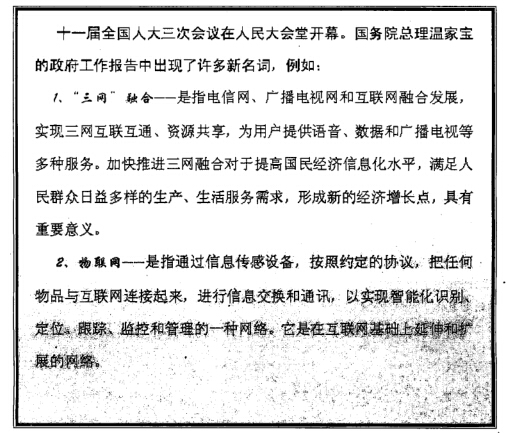 十一届全国人大三次会议在人民大会堂开幕。国务院总理温家宝
的政府工作报告中出现了许多新名词，例如：
1、“三网”融合——是指电信网、广播电视网和互联网融合发展，
实现三网互联互通、资源共享，为用户提供语音、数据和广播电视等
多种服务。加快推进三网融合对于提高国民经济信息化水平，满足人
民群众日益多样的生产、生活服务需求，形成新的经济增长点，具有
重要意义。
2、物联网——是指通过信息传感设备，按照约定的协议，把任何
物品与互联网连接起来，进行信息交换和通讯，以实现智能化识别、
定位、跟踪、监控和管理的一种网络。它是在互联网基础上延伸和扩
展的网络。